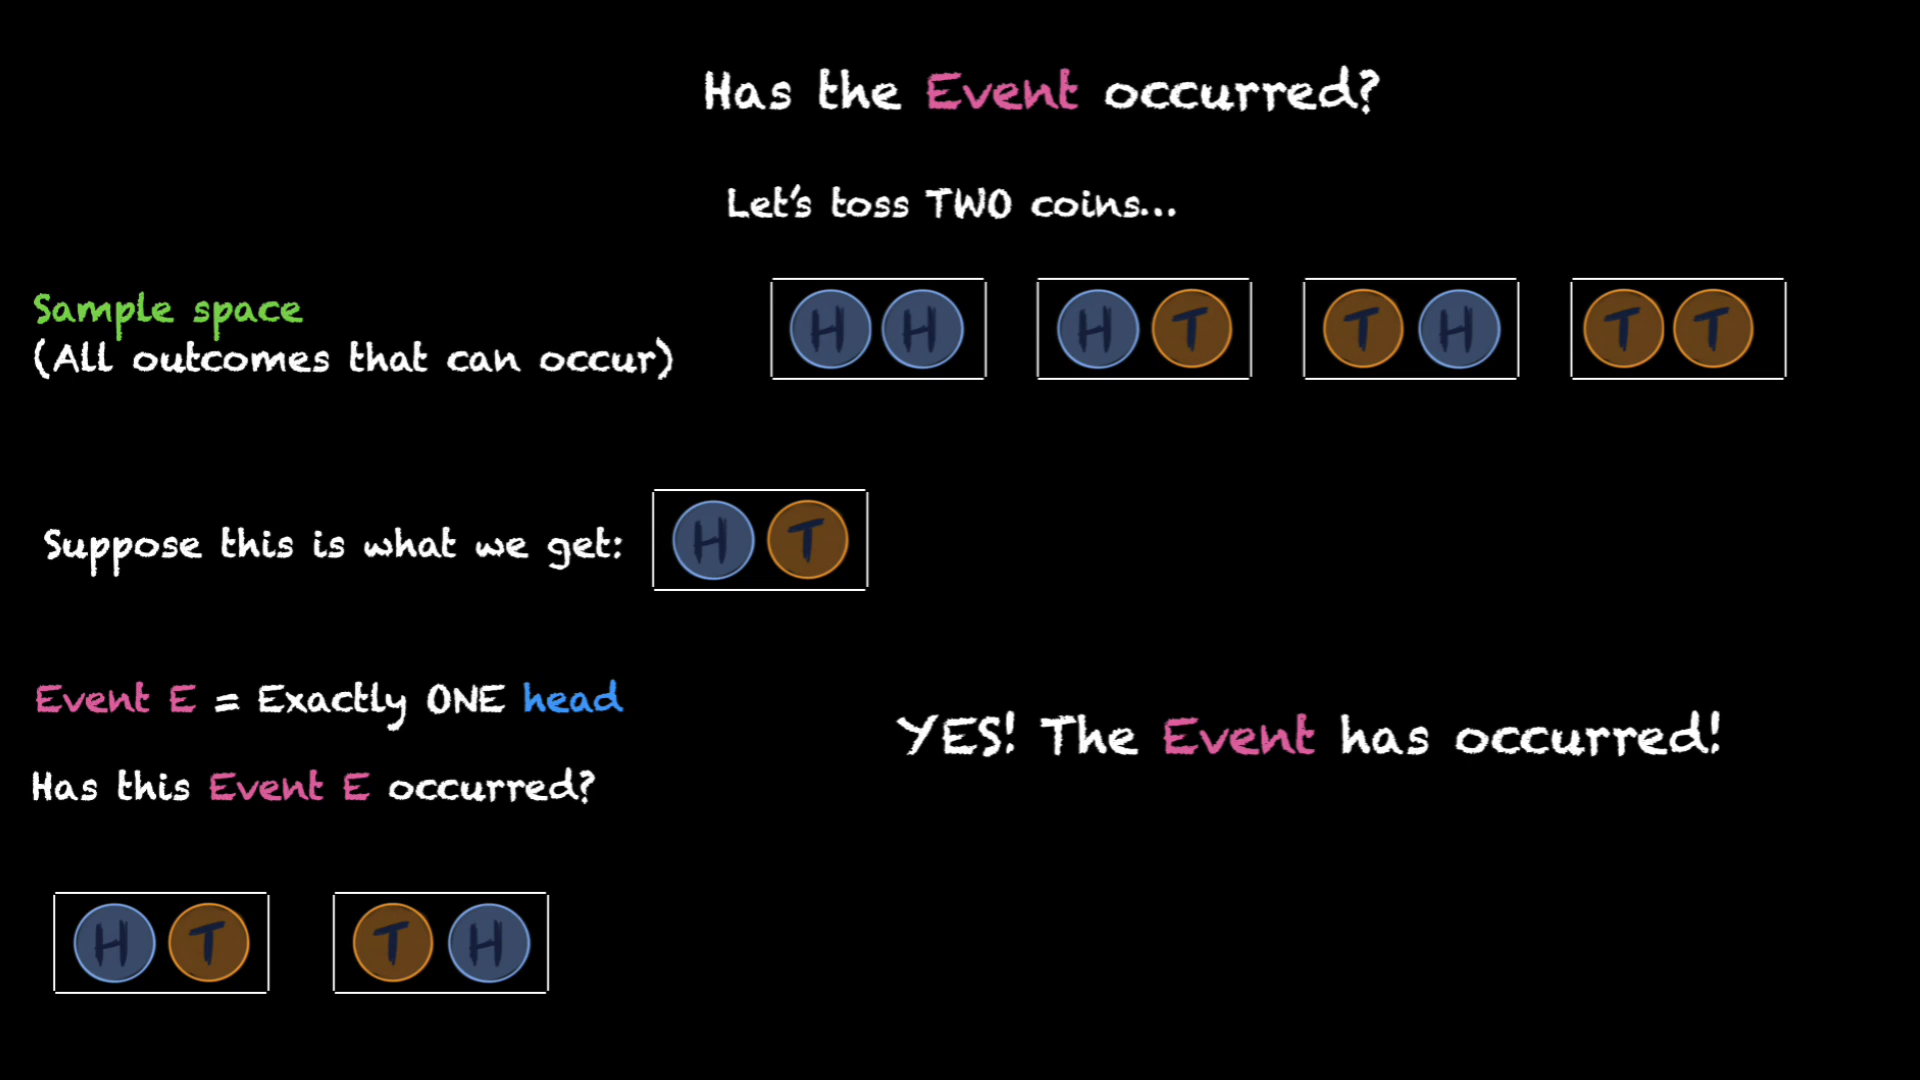 Has the Event occurred?
Let's toss TWO coins...
Sample space
(All outcomes that can occur)
H H H T T H T T
Suppose this is what we get: H T
Event E = Exactly ONE head
YES! The Event has occurred!
Has this Event E occurred?
H T T H